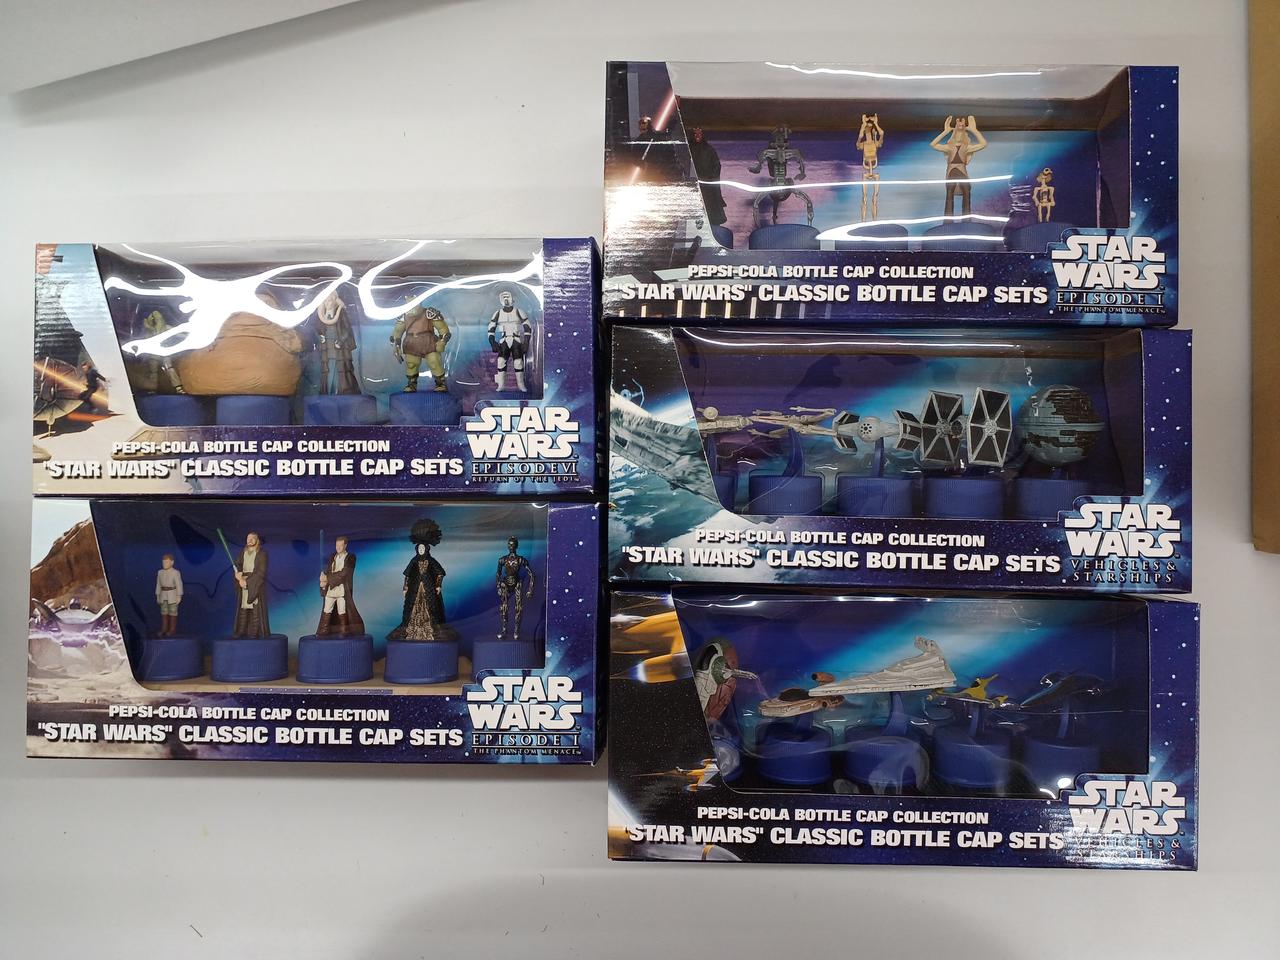 PEPSI-COLA BOTTLE CAP COLLECTION
"STAR WARS" CLASSIC BOTTLE CAP SETS
STAR
WARS
EPISODE VI
RETURN OF THE JEDI™
PEPSI-COLA BOTTLE CAP COLLECTION
"STAR WARS" CLASSIC BOTTLE CAP SETS
STAR
WARS
EPISODE I
THE PHANTOM MENACE™
PEPSI-COLA BOTTLE CAP COLLECTION
"STAR WARS" CLASSIC BOTTLE CAP SETS
STAR
WARS
EPISODE I
THE PHANTOM MENACE™
PEPSI-COLA BOTTLE CAP COLLECTION
"STAR WARS" CLASSIC BOTTLE CAP SETS
STAR
WARS
VEHICLES &
STARSHIPS
PEPSI-COLA BOTTLE CAP COLLECTION
"STAR WARS" CLASSIC BOTTLE CAP SETS
STAR
WARS
VEHICLES &
STARSHIPS